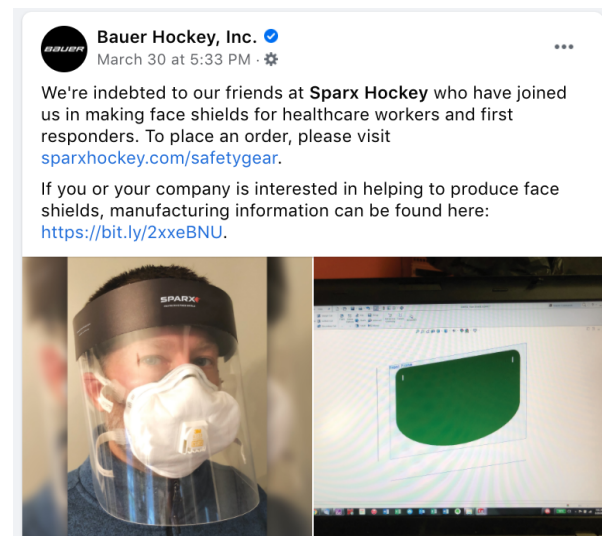 BAUER
Bauer Hockey, Inc.
March 30 at 5:33 PM ·
We're indebted to our friends at Sparx Hockey who have joined
us in making face shields for healthcare workers and first
responders. To place an order, please visit
sparxhockey.com/safetygear.
If you or your company is interested in helping to produce face
shields, manufacturing information can be found here:
https://bit.ly/2xxeBNU.
SPARX